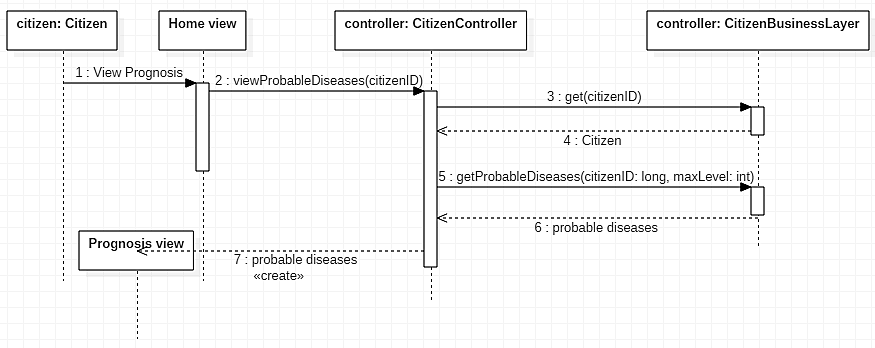 citizen: Citizen
Home view
controller: CitizenController
controller: CitizenBusinessLayer
1 : View Prognosis
2 : viewProbableDiseases(citizenID)
3 : get(citizenID)
4 : Citizen
5 : getProbableDiseases(citizenID: long, maxLevel: int)
6 : probable diseases
Prognosis view
7 : probable diseases
«create»